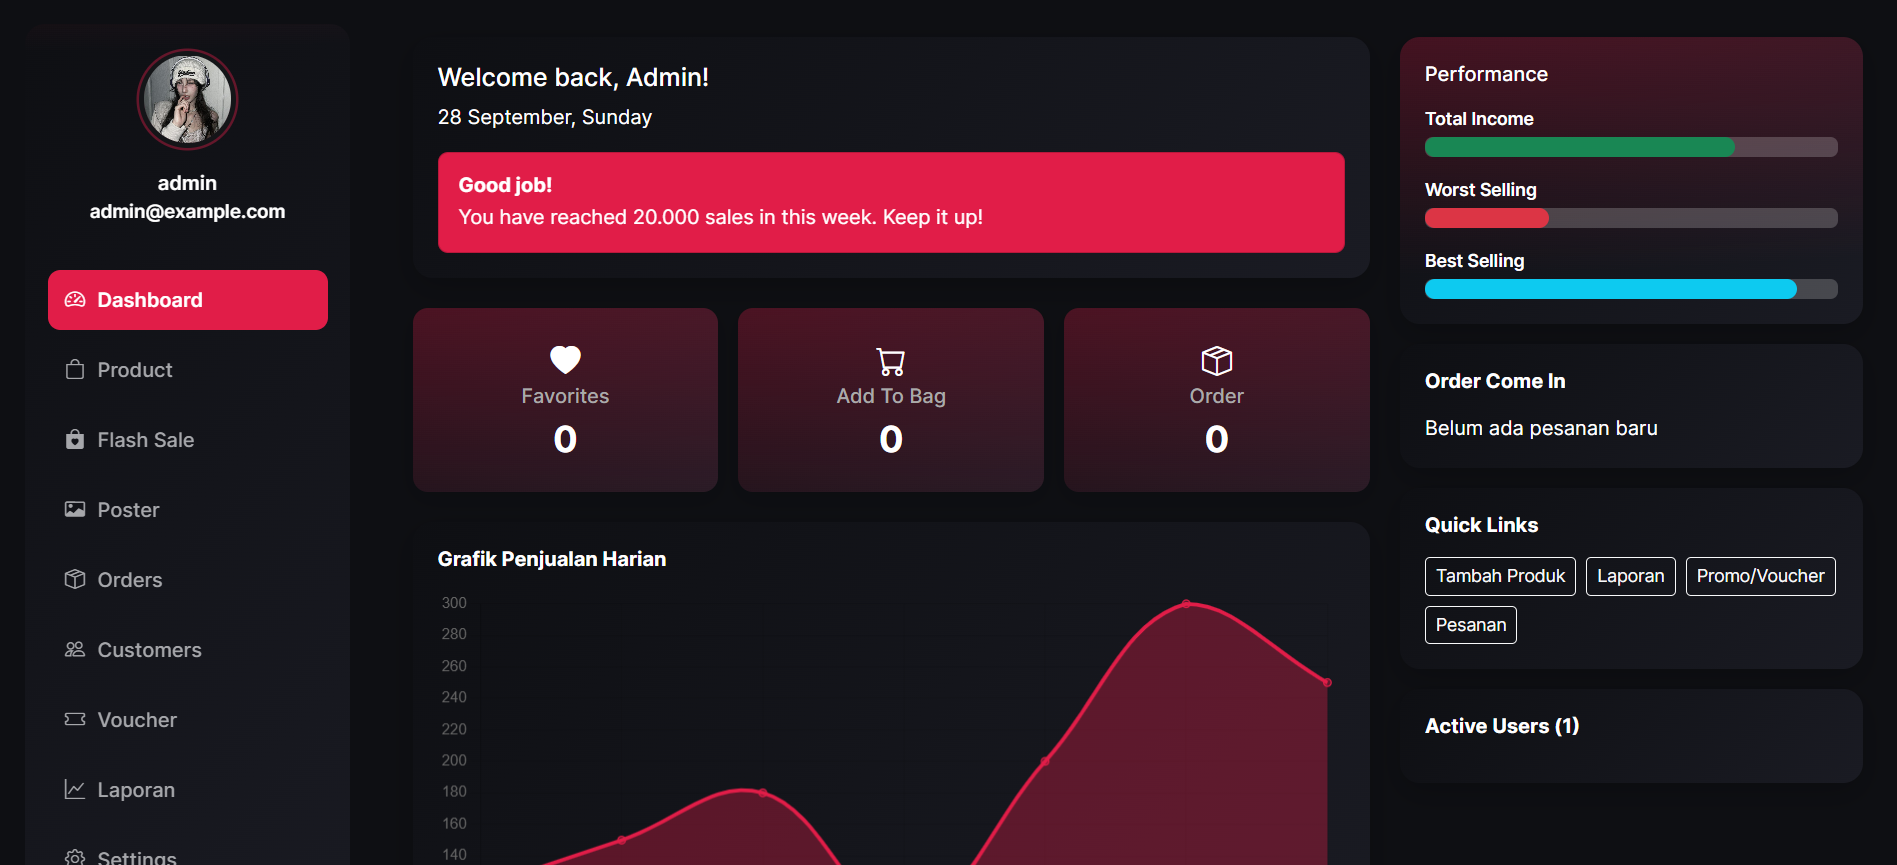 admin
admin@example.com
Dashboard
Product
Flash Sale
Poster
Orders
Customers
Voucher
Laporan
Settings
Welcome back, Admin!
28 September, Sunday
Good job!
You have reached 20.000 sales in this week. Keep it up!
Favorites
0
Add To Bag
0
Order
0
Grafik Penjualan Harian
300
280
260
240
220
200
180
160
140
Performance
Total Income
Worst Selling
Best Selling
Order Come In
Belum ada pesanan baru
Quick Links
Tambah Produk Laporan Promo/Voucher
Pesanan
Active Users (1)